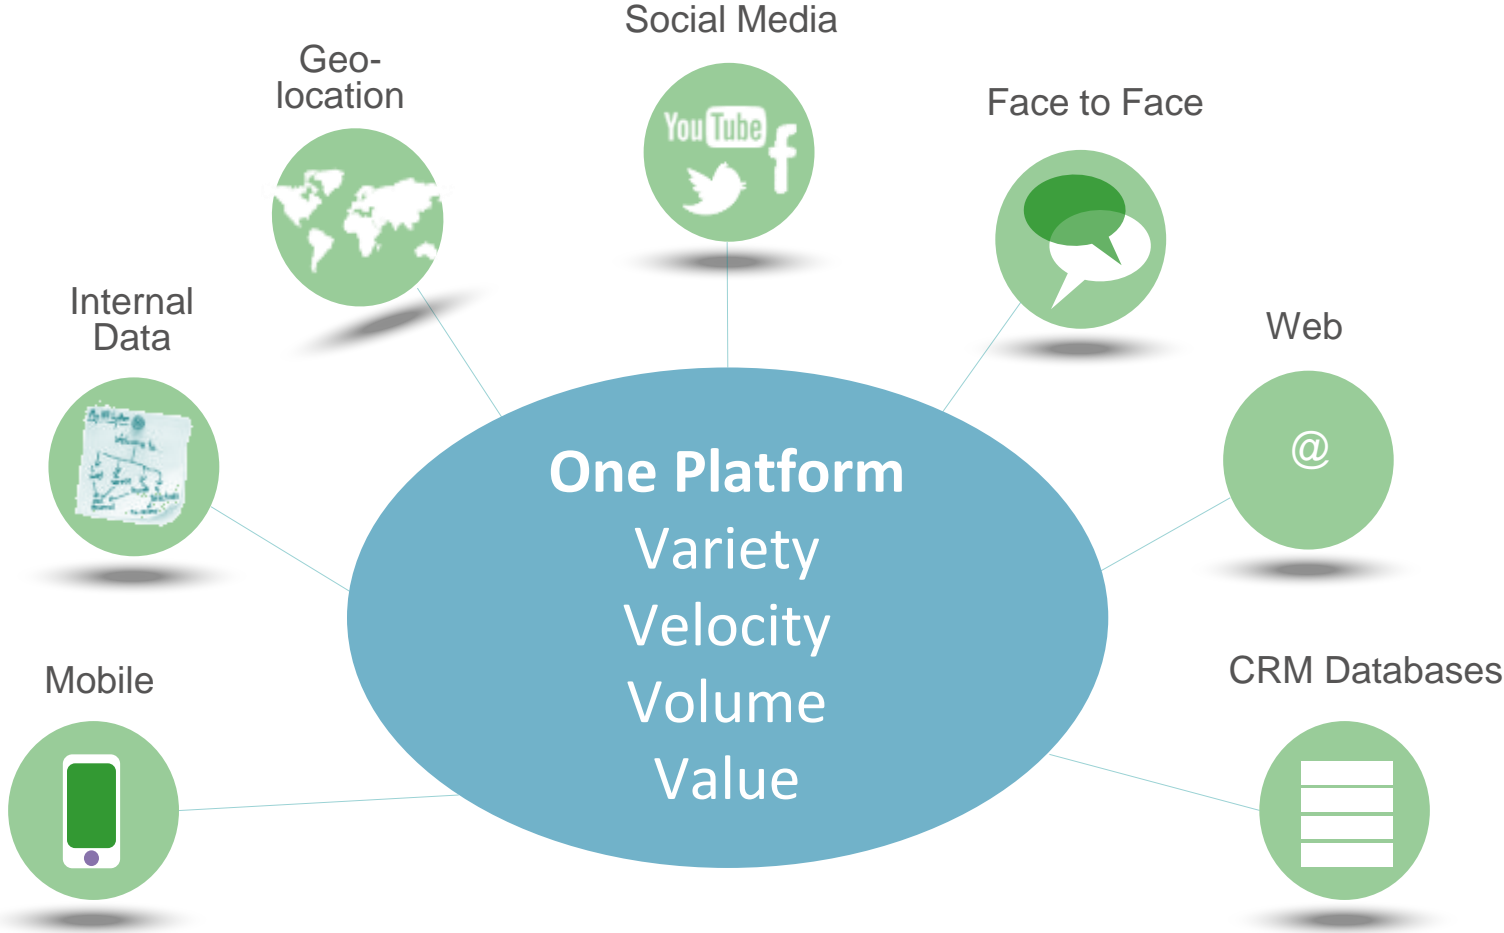 Social Media
Geo-
location
Face to Face
You Tube
f
Internal
Data
Web
@
One Platform
Variety
Velocity
Volume
Value
Mobile
CRM Databases